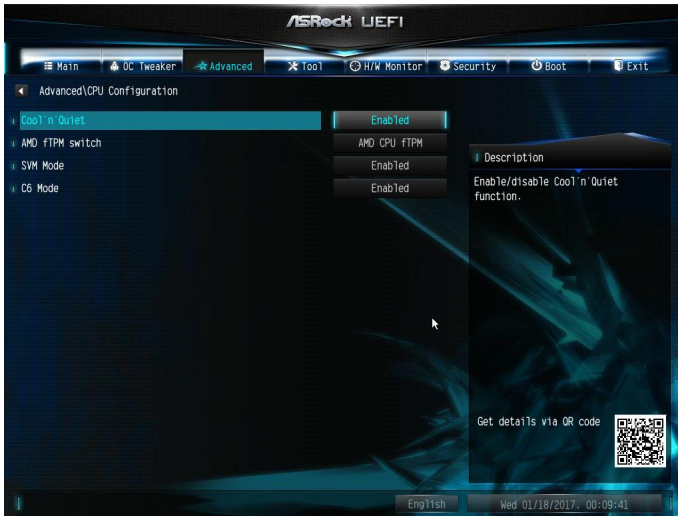 ASRock UEFI
Main OC Tweaker Advanced Tool H/W Monitor Security Boot Exit
Advanced\CPU Configuration
Cool'n'Quiet Enabled
AMD fTPM switch AMD CPU fTPM
SVM Mode Enabled
C6 Mode Enabled
Description
Enable/disable Cool'n'Quiet
function.
Get details via QR code
English Wed 01/18/2017, 00:09:41